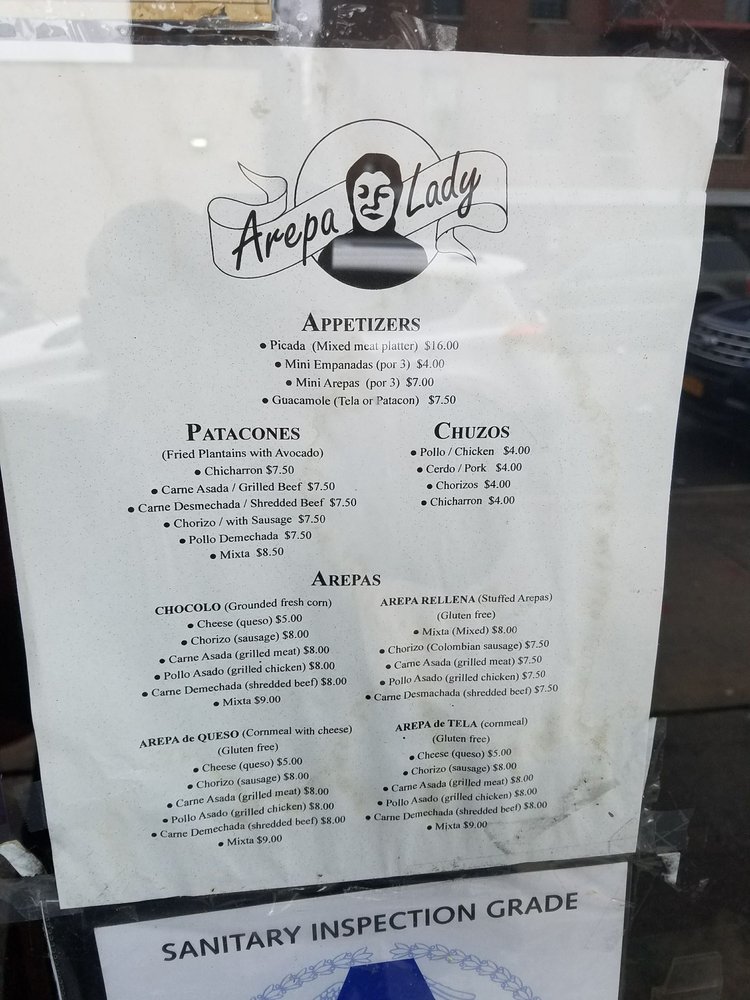 Arepa Lady
APPETIZERS
• Picada (Mixed meat platter) $16.00
• Mini Empanadas (por 3) $4.00
• Mini Arepas (por 3) $7.00
• Guacamole (Tela or Patacon) $7.50
PATACONES
(Fried Plantains with Avocado)
• Chicharron $7.50
• Carne Asada / Grilled Beef $7.50
• Carne Desmechada / Shredded Beef $7.50
• Chorizo / with Sausage $7.50
• Pollo Demechada $7.50
• Mixta $8.50
CHUZOS
• Pollo / Chicken $4.00
• Cerdo / Pork $4.00
• Chorizos $4.00
• Chicharron $4.00
AREPAS
CHOCOLO (Grounded fresh corn)
• Cheese (queso) $5.00
• Chorizo (sausage) $8.00
• Carne Asada (grilled meat) $8.00
• Pollo Asado (grilled chicken) $8.00
• Carne Demechada (shredded beef) $8.00
• Mixta $9.00
AREPA RELLENA (Stuffed Arepas)
(Gluten free)
• Mixta (Mixed) $8.00
• Chorizo (Colombian sausage) $7.50
• Carne Asada (grilled meat) $7.50
• Pollo Asado (grilled chicken) $7.50
• Carne Desmachada (shredded beef) $7.50
AREPA de QUESO (Cornmeal with cheese)
(Gluten free)
• Cheese (queso) $5.00
• Chorizo (sausage) $8.00
• Carne Asada (grilled meat) $8.00
• Pollo Asado (grilled chicken) $8.00
• Carne Demechada (shredded beef) $8.00
• Mixta $9.00
AREPA de TELA (cornmeal)
(Gluten free)
• Cheese (queso) $5.00
• Chorizo (sausage) $8.00
• Carne Asada (grilled meat) $8.00
• Pollo Asado (grilled chicken) $8.00
• Carne Demechada (shredded beef) $8.00
• Mixta $9.00
SANITARY INSPECTION GRADE